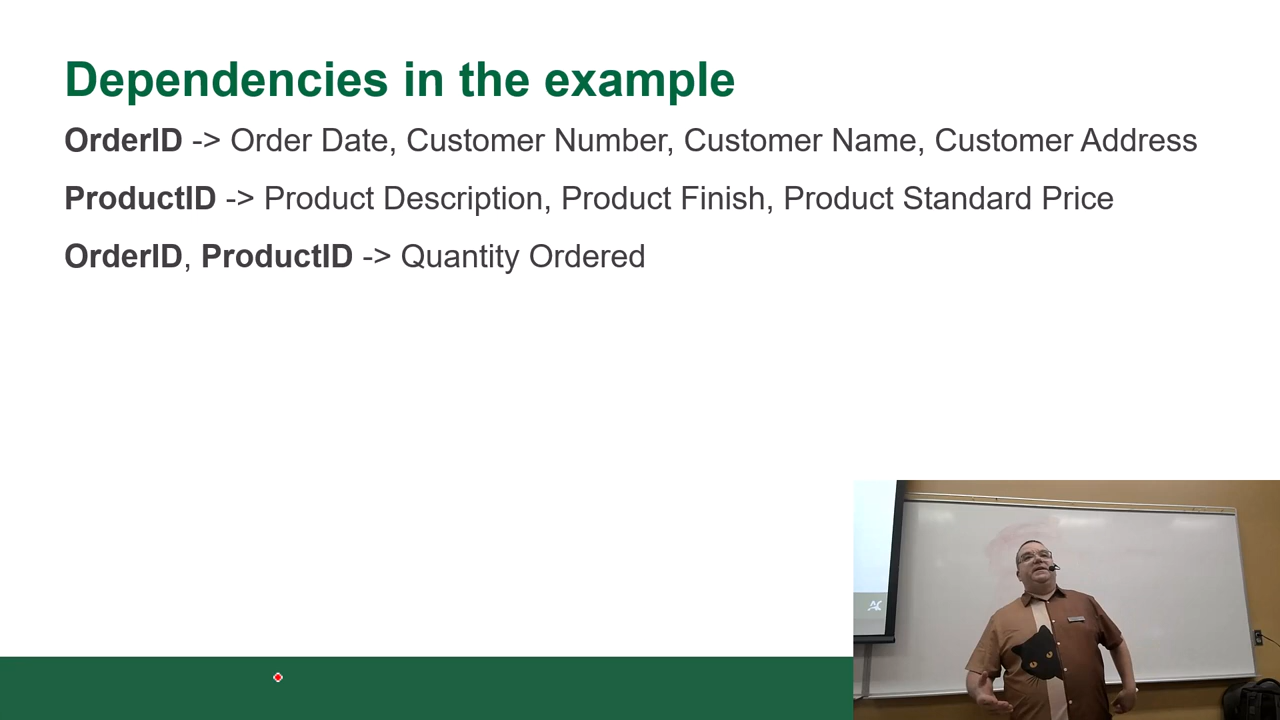 Dependencies in the example
OrderID -> Order Date, Customer Number, Customer Name, Customer Address
ProductID -> Product Description, Product Finish, Product Standard Price
OrderID, ProductID -> Quantity Ordered